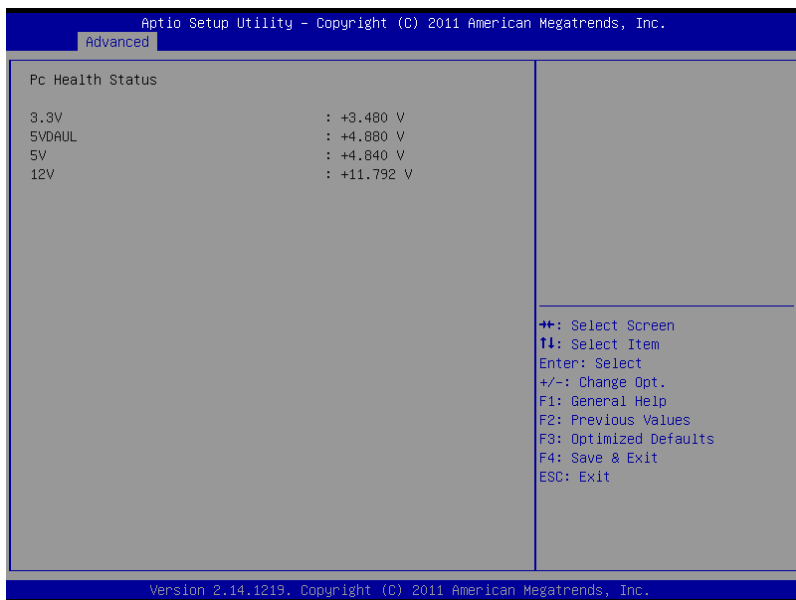 Aptio Setup Utility – Copyright (C) 2011 American Megatrends, Inc.
Advanced
Pc Health Status
3.3V : +3.480 V
5VDAUL : +4.880 V
5V : +4.840 V
12V : +11.792 V
→←: Select Screen
↑↓: Select Item
Enter: Select
+/-: Change Opt.
F1: General Help
F2: Previous Values
F3: Optimized Defaults
F4: Save & Exit
ESC: Exit
Version 2.14.1219. Copyright (C) 2011 American Megatrends, Inc.